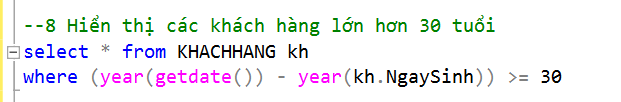 --8 Hiển thị các khách hàng lớn hơn 30 tuổi
select * from KHACHHANG kh
where (year(getdate()) - year(kh.NgaySinh)) >= 30